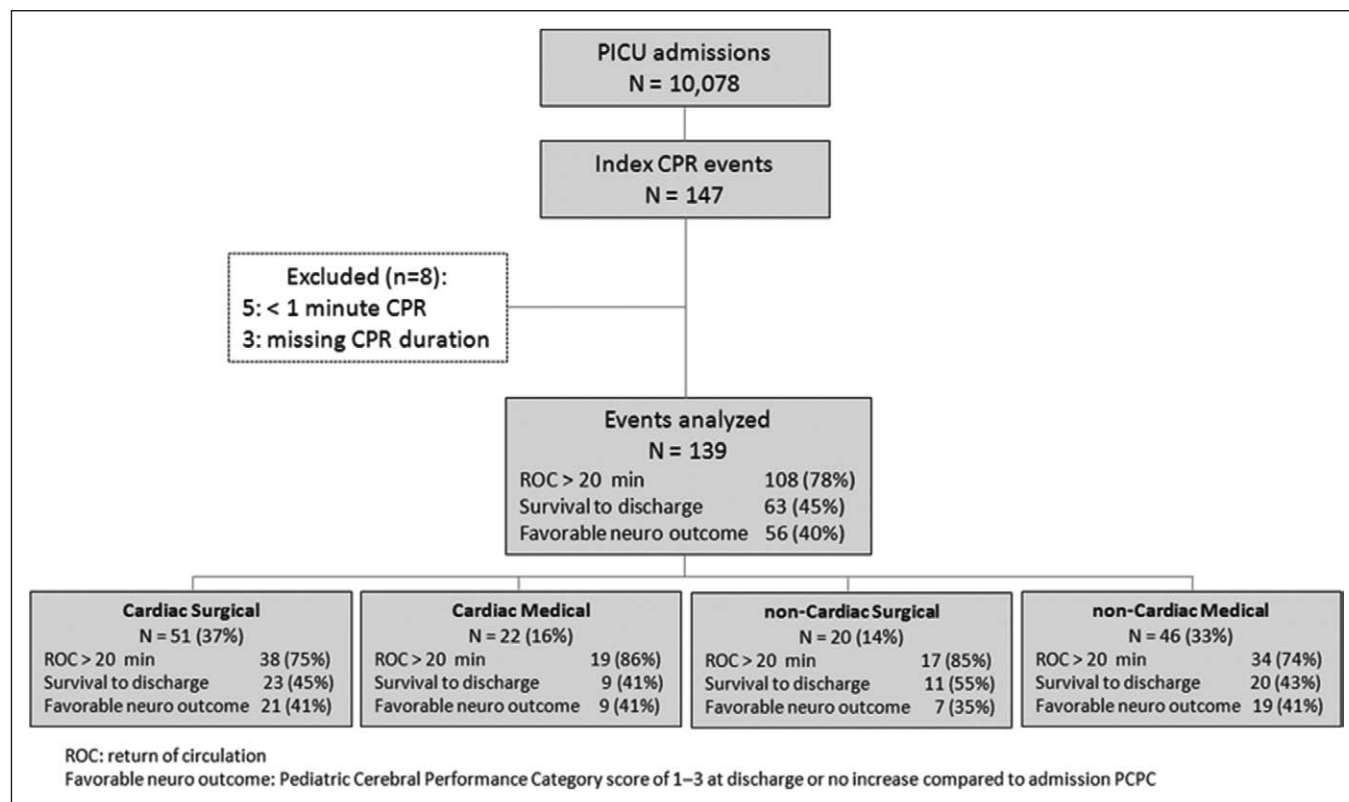 PICU admissions
N = 10,078
Index CPR events
N = 147
Excluded (n=8):
5: < 1 minute CPR
3: missing CPR duration
Events analyzed
N = 139
ROC > 20 min 108 (78%)
Survival to discharge 63 (45%)
Favorable neuro outcome 56 (40%)
Cardiac Surgical
N = 51 (37%)
ROC > 20 min 38 (75%)
Survival to discharge 23 (45%)
Favorable neuro outcome 21 (41%)
Cardiac Medical
N = 22 (16%)
ROC > 20 min 19 (86%)
Survival to discharge 9 (41%)
Favorable neuro outcome 9 (41%)
non-Cardiac Surgical
N = 20 (14%)
ROC > 20 min 17 (85%)
Survival to discharge 11 (55%)
Favorable neuro outcome 7 (35%)
non-Cardiac Medical
N = 46 (33%)
ROC > 20 min 34 (74%)
Survival to discharge 20 (43%)
Favorable neuro outcome 19 (41%)
ROC: return of circulation
Favorable neuro outcome: Pediatric Cerebral Performance Category score of 1–3 at discharge or no increase compared to admission PCPC